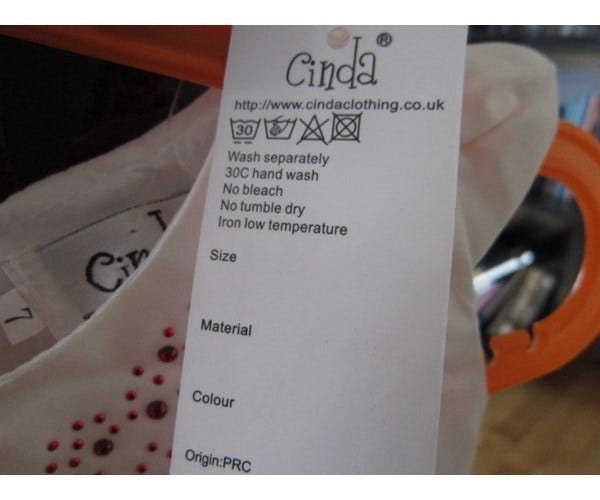 Cinda®
http://www.cindaclothing.co.uk
30
Wash separately
30C hand wash
No bleach
No tumble dry
Iron low temperature
Size
Material
Colour
Origin:PRC
7